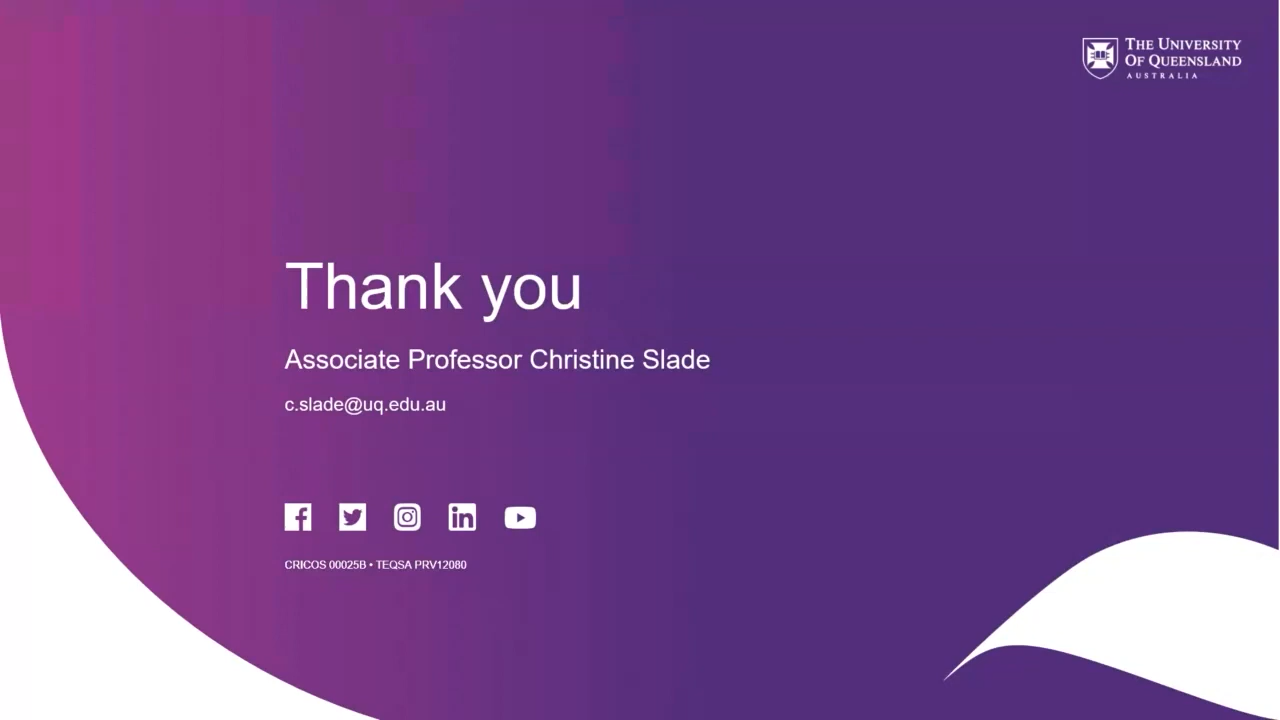 THE UNIVERSITY
OF QUEENSLAND
AUSTRALIA
Thank you
Associate Professor Christine Slade
c.slade@uq.edu.au
CRICOS 00025B • TEQSA PRV12080